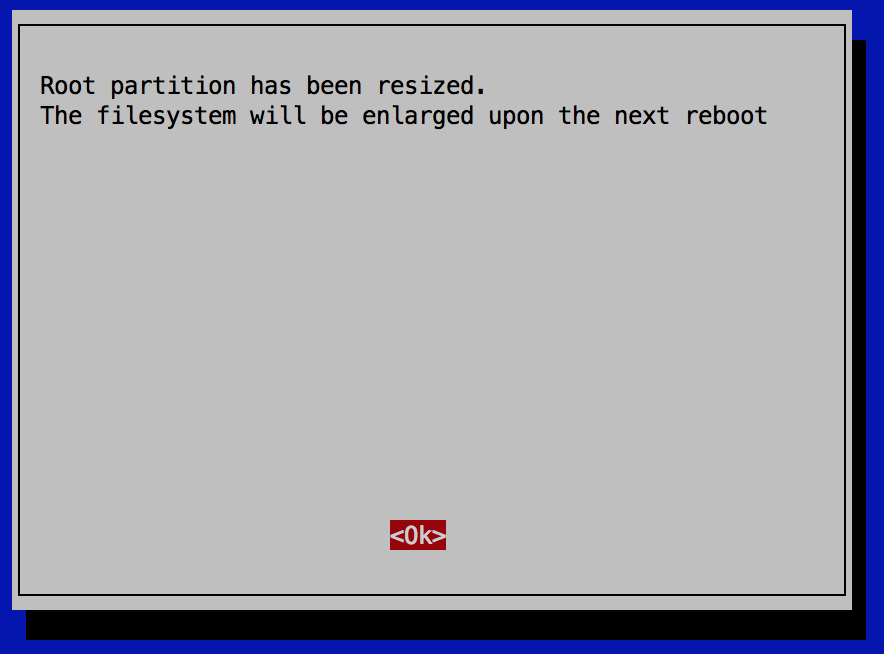 Root partition has been resized.
The filesystem will be enlarged upon the next reboot
<Ok>